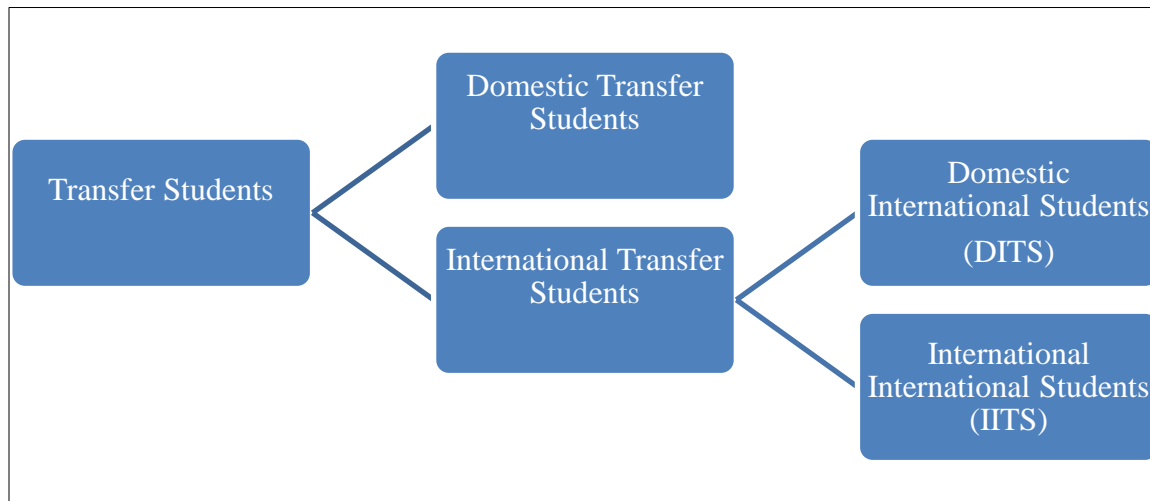 Transfer Students
Domestic Transfer
Students
International Transfer
Students
Domestic
International Students
(DITS)
International
International Students
(IITS)